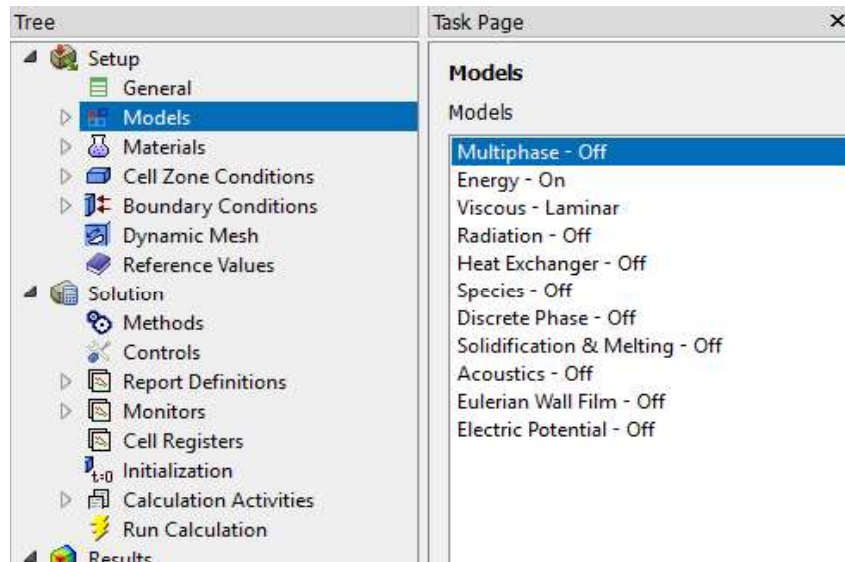 Tree
Setup
General
Models
Materials
Cell Zone Conditions
Boundary Conditions
Dynamic Mesh
Reference Values
Solution
Methods
Controls
Report Definitions
Monitors
Cell Registers
t=0 Initialization
Calculation Activities
Run Calculation
Results
Task Page
Models
Models
Multiphase - Off
Energy - On
Viscous - Laminar
Radiation - Off
Heat Exchanger - Off
Species - Off
Discrete Phase - Off
Solidification & Melting - Off
Acoustics - Off
Eulerian Wall Film - Off
Electric Potential - Off